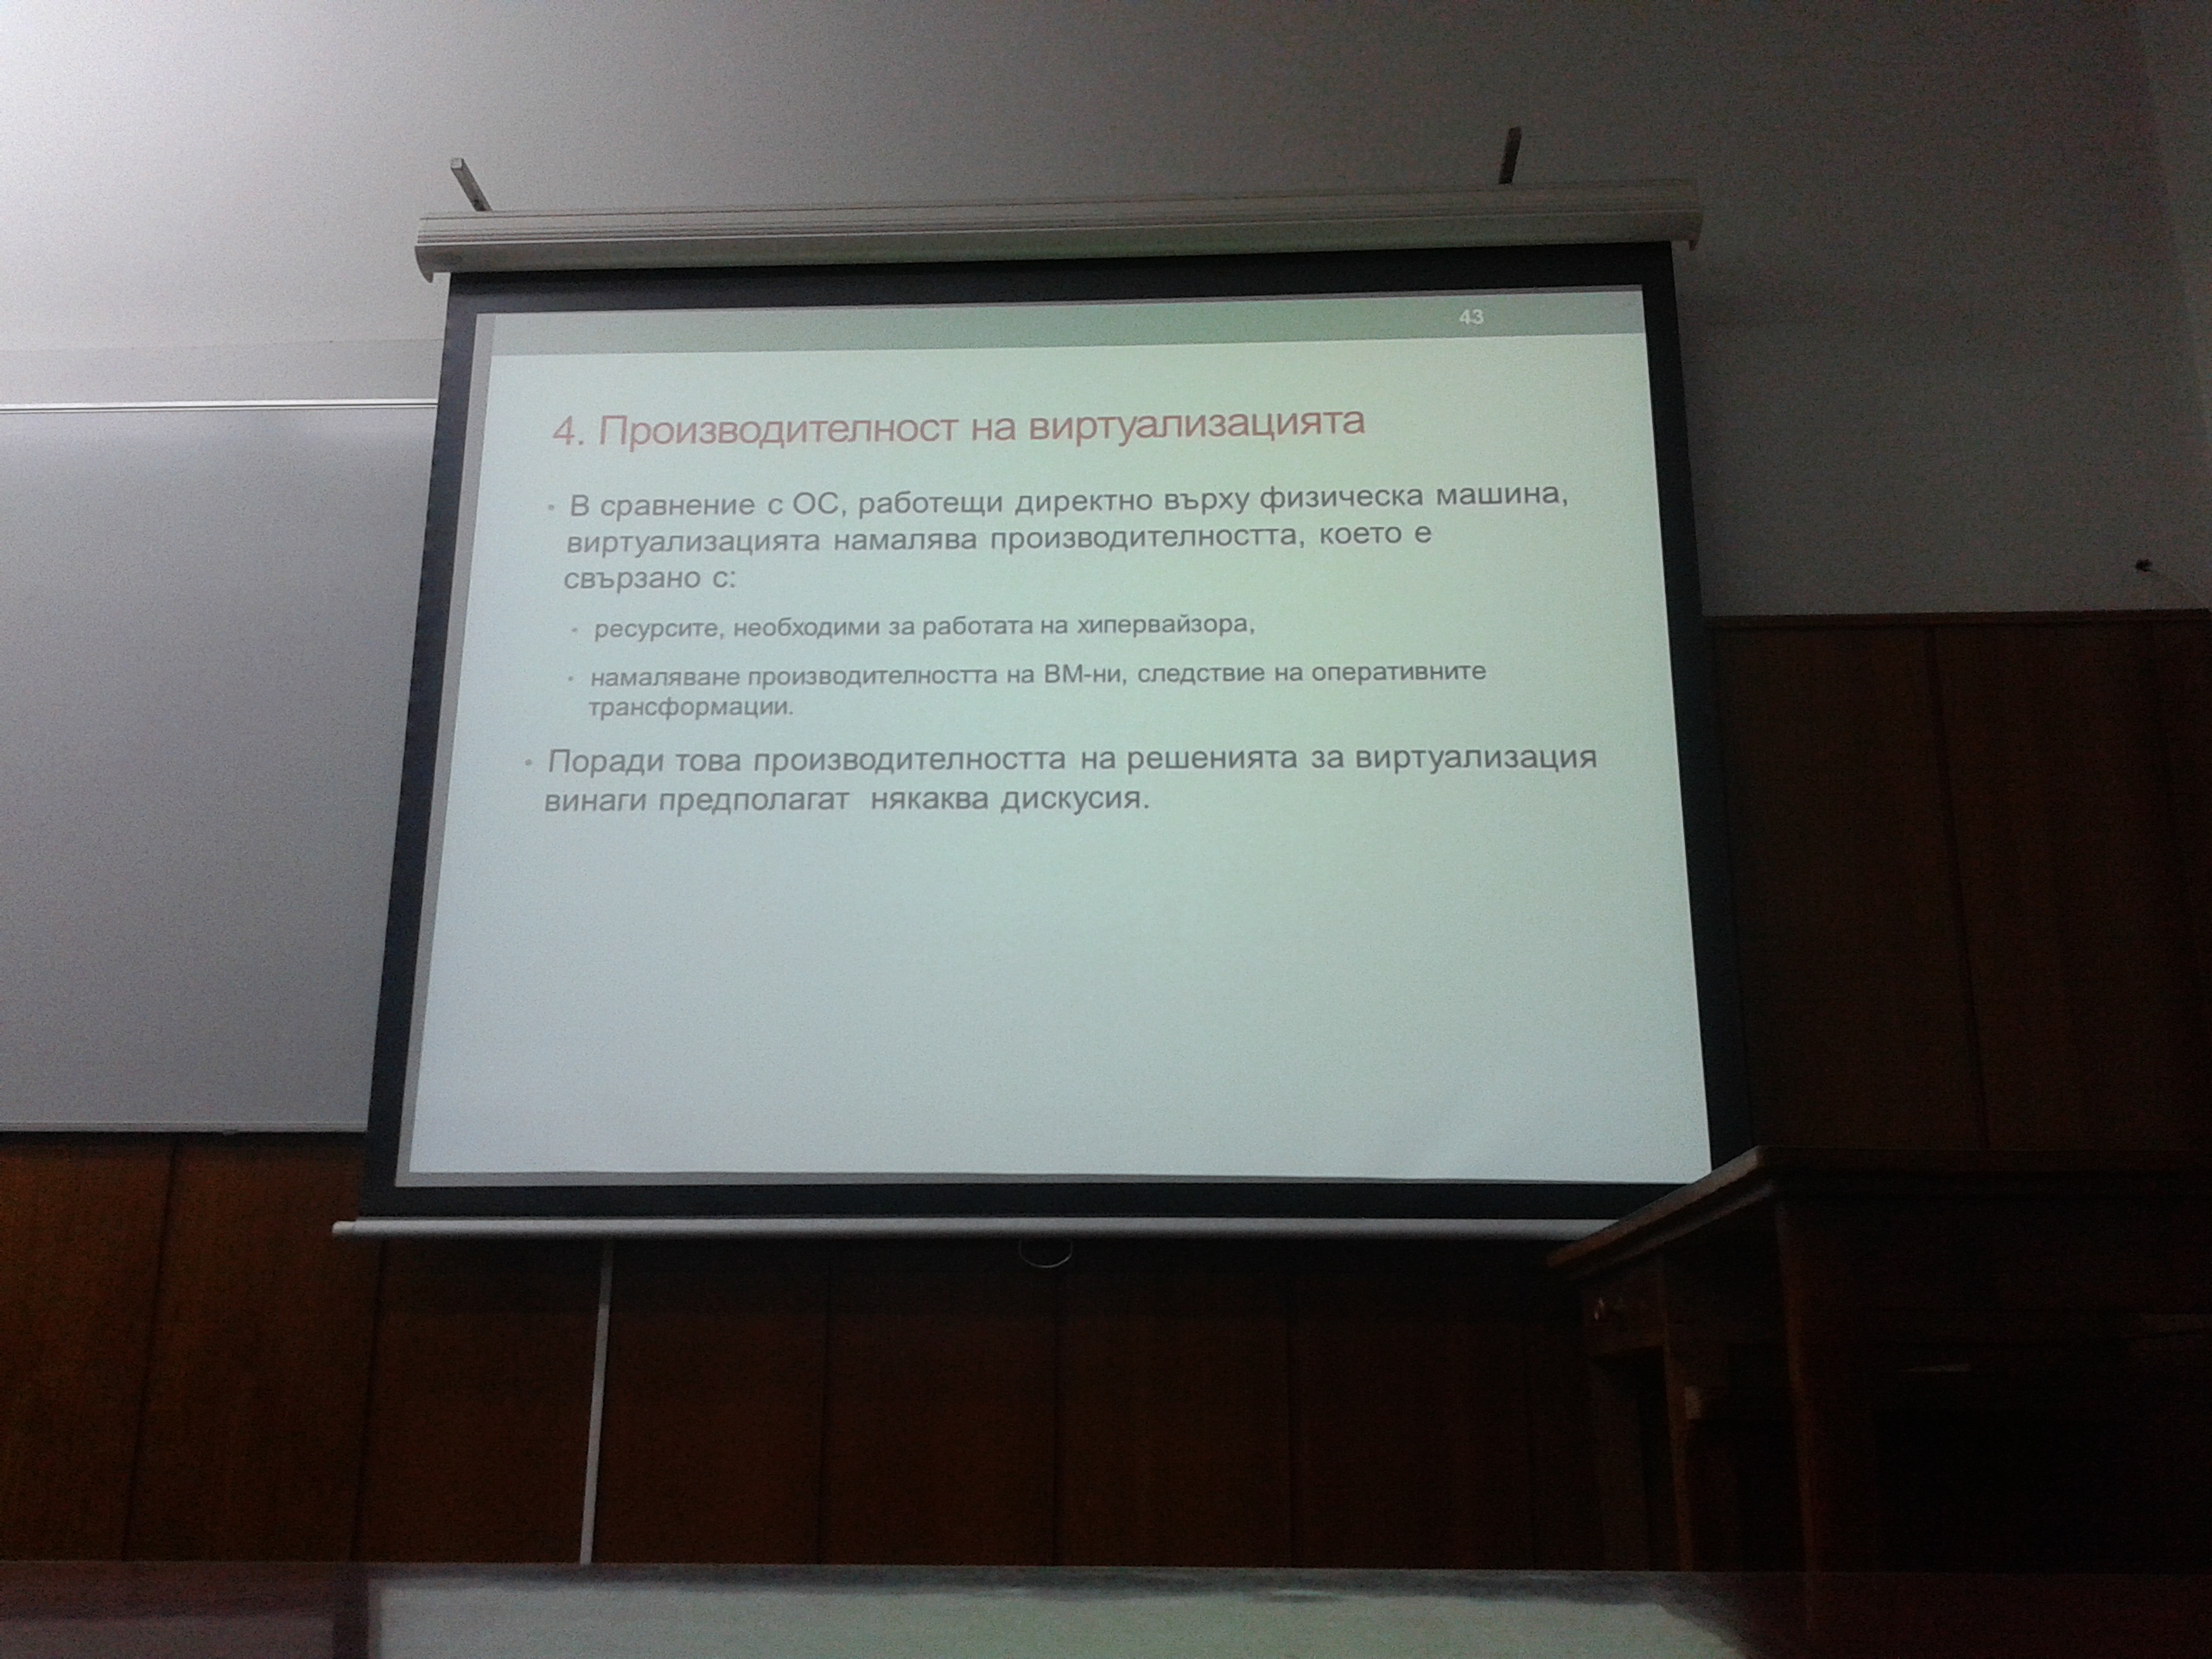 43
4. Производителност на виртуализацията
• В сравнение с ОС, работещи директно върху физическа машина,
виртуализацията намалява производителността, което е
свързано с:
• ресурсите, необходими за работата на хипервайзора,
• намаляване производителността на ВМ-ни, следствие на оперативните
трансформации.
• Поради това производителността на решенията за виртуализация
винаги предполагат някаква дискусия.